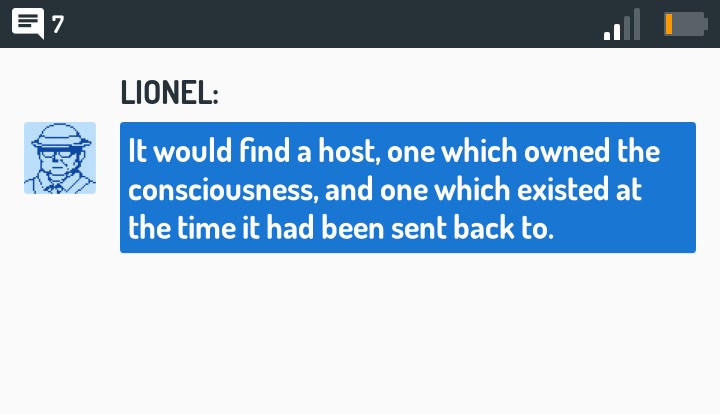 7
LIONEL:
It would find a host, one which owned the
consciousness, and one which existed at
the time it had been sent back to.